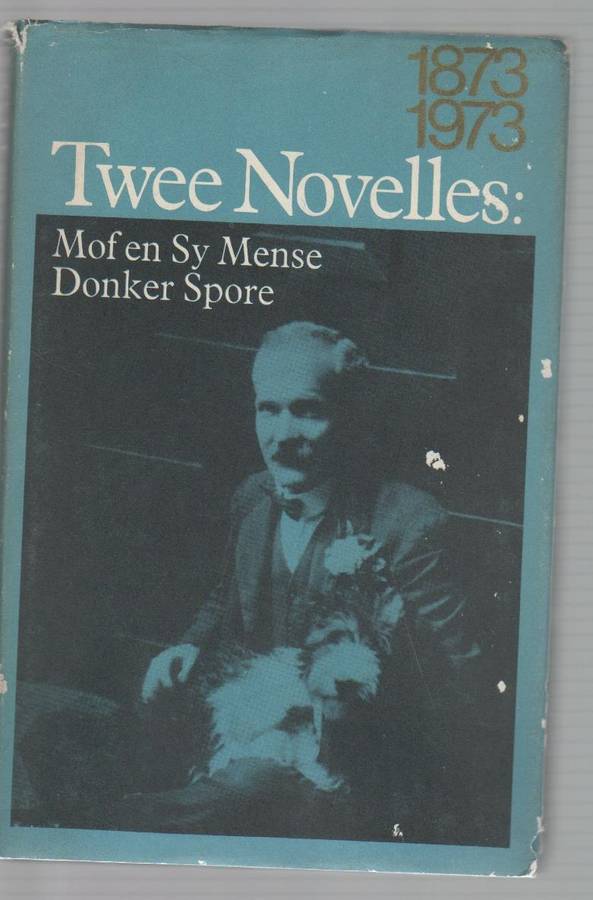 1873
1973
Twee Novelles:
Mof en Sy Mense
Donker Spore